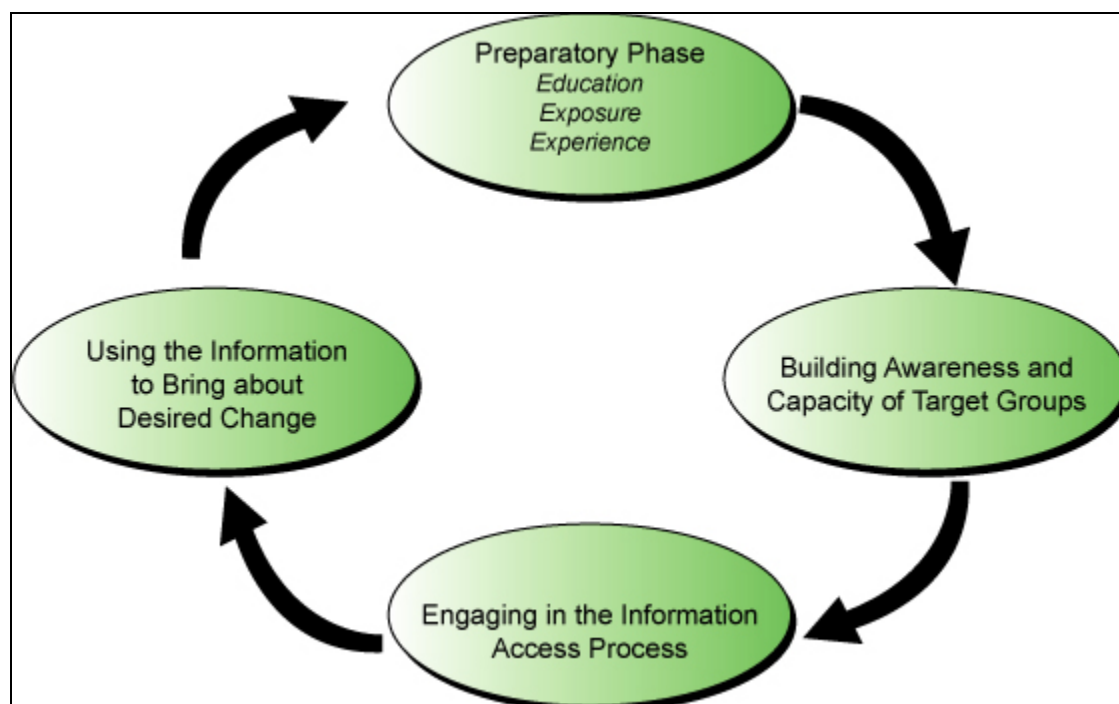 Preparatory Phase
Education
Exposure
Experience
Building Awareness and
Capacity of Target Groups
Engaging in the Information
Access Process
Using the Information
to Bring about
Desired Change